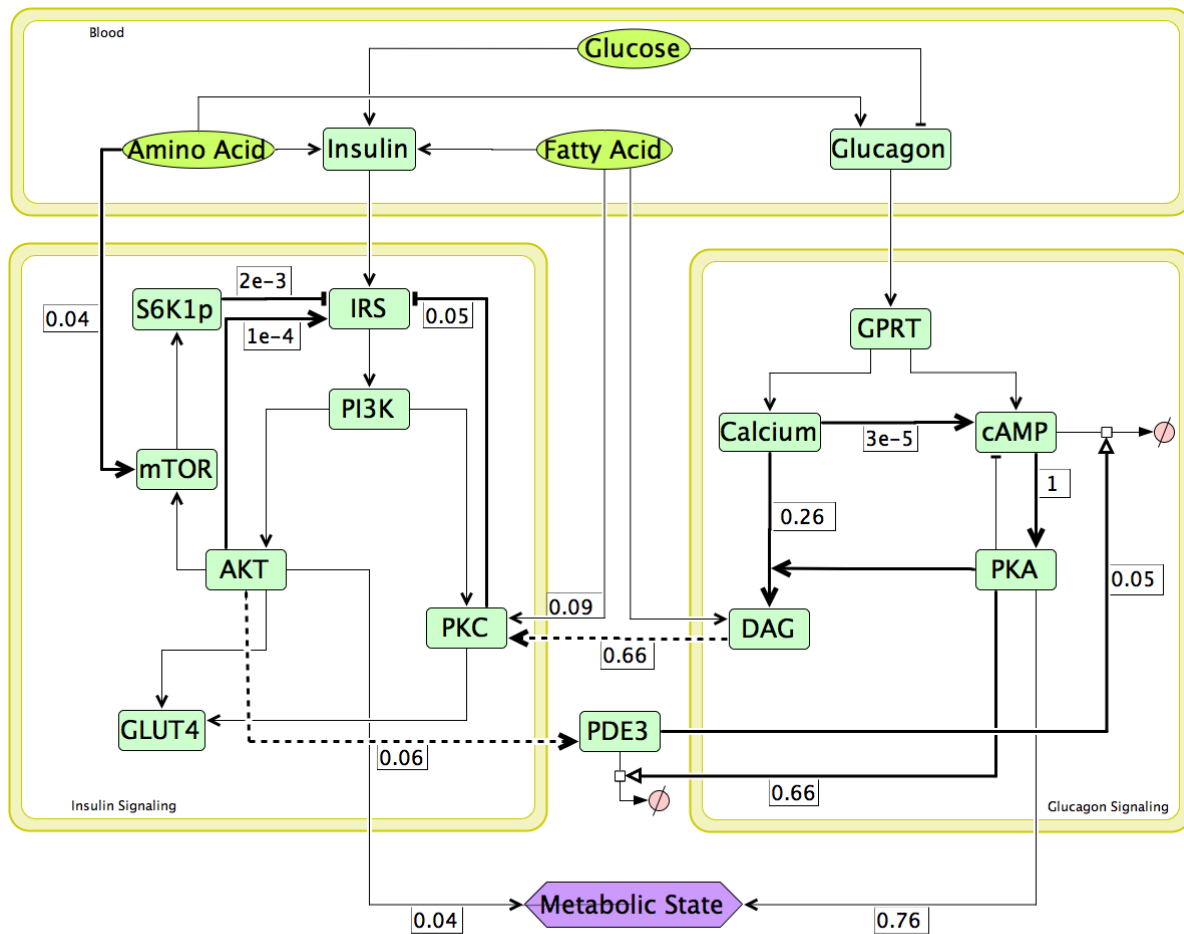 Blood
Glucose
Amino Acid
Insulin
Fatty Acid
Glucagon
S6K1p
2e-3
IRS
0.05
0.04
1e-4
GPRT
PI3K
Calcium
3e-5
cAMP
mTOR
1
0.26
AKT
PKA
0.05
0.09
PKC
DAG
0.66
GLUT4
PDE3
0.06
0.66
Insulin Signaling
Glucagon Signaling
Metabolic State
0.04
0.76